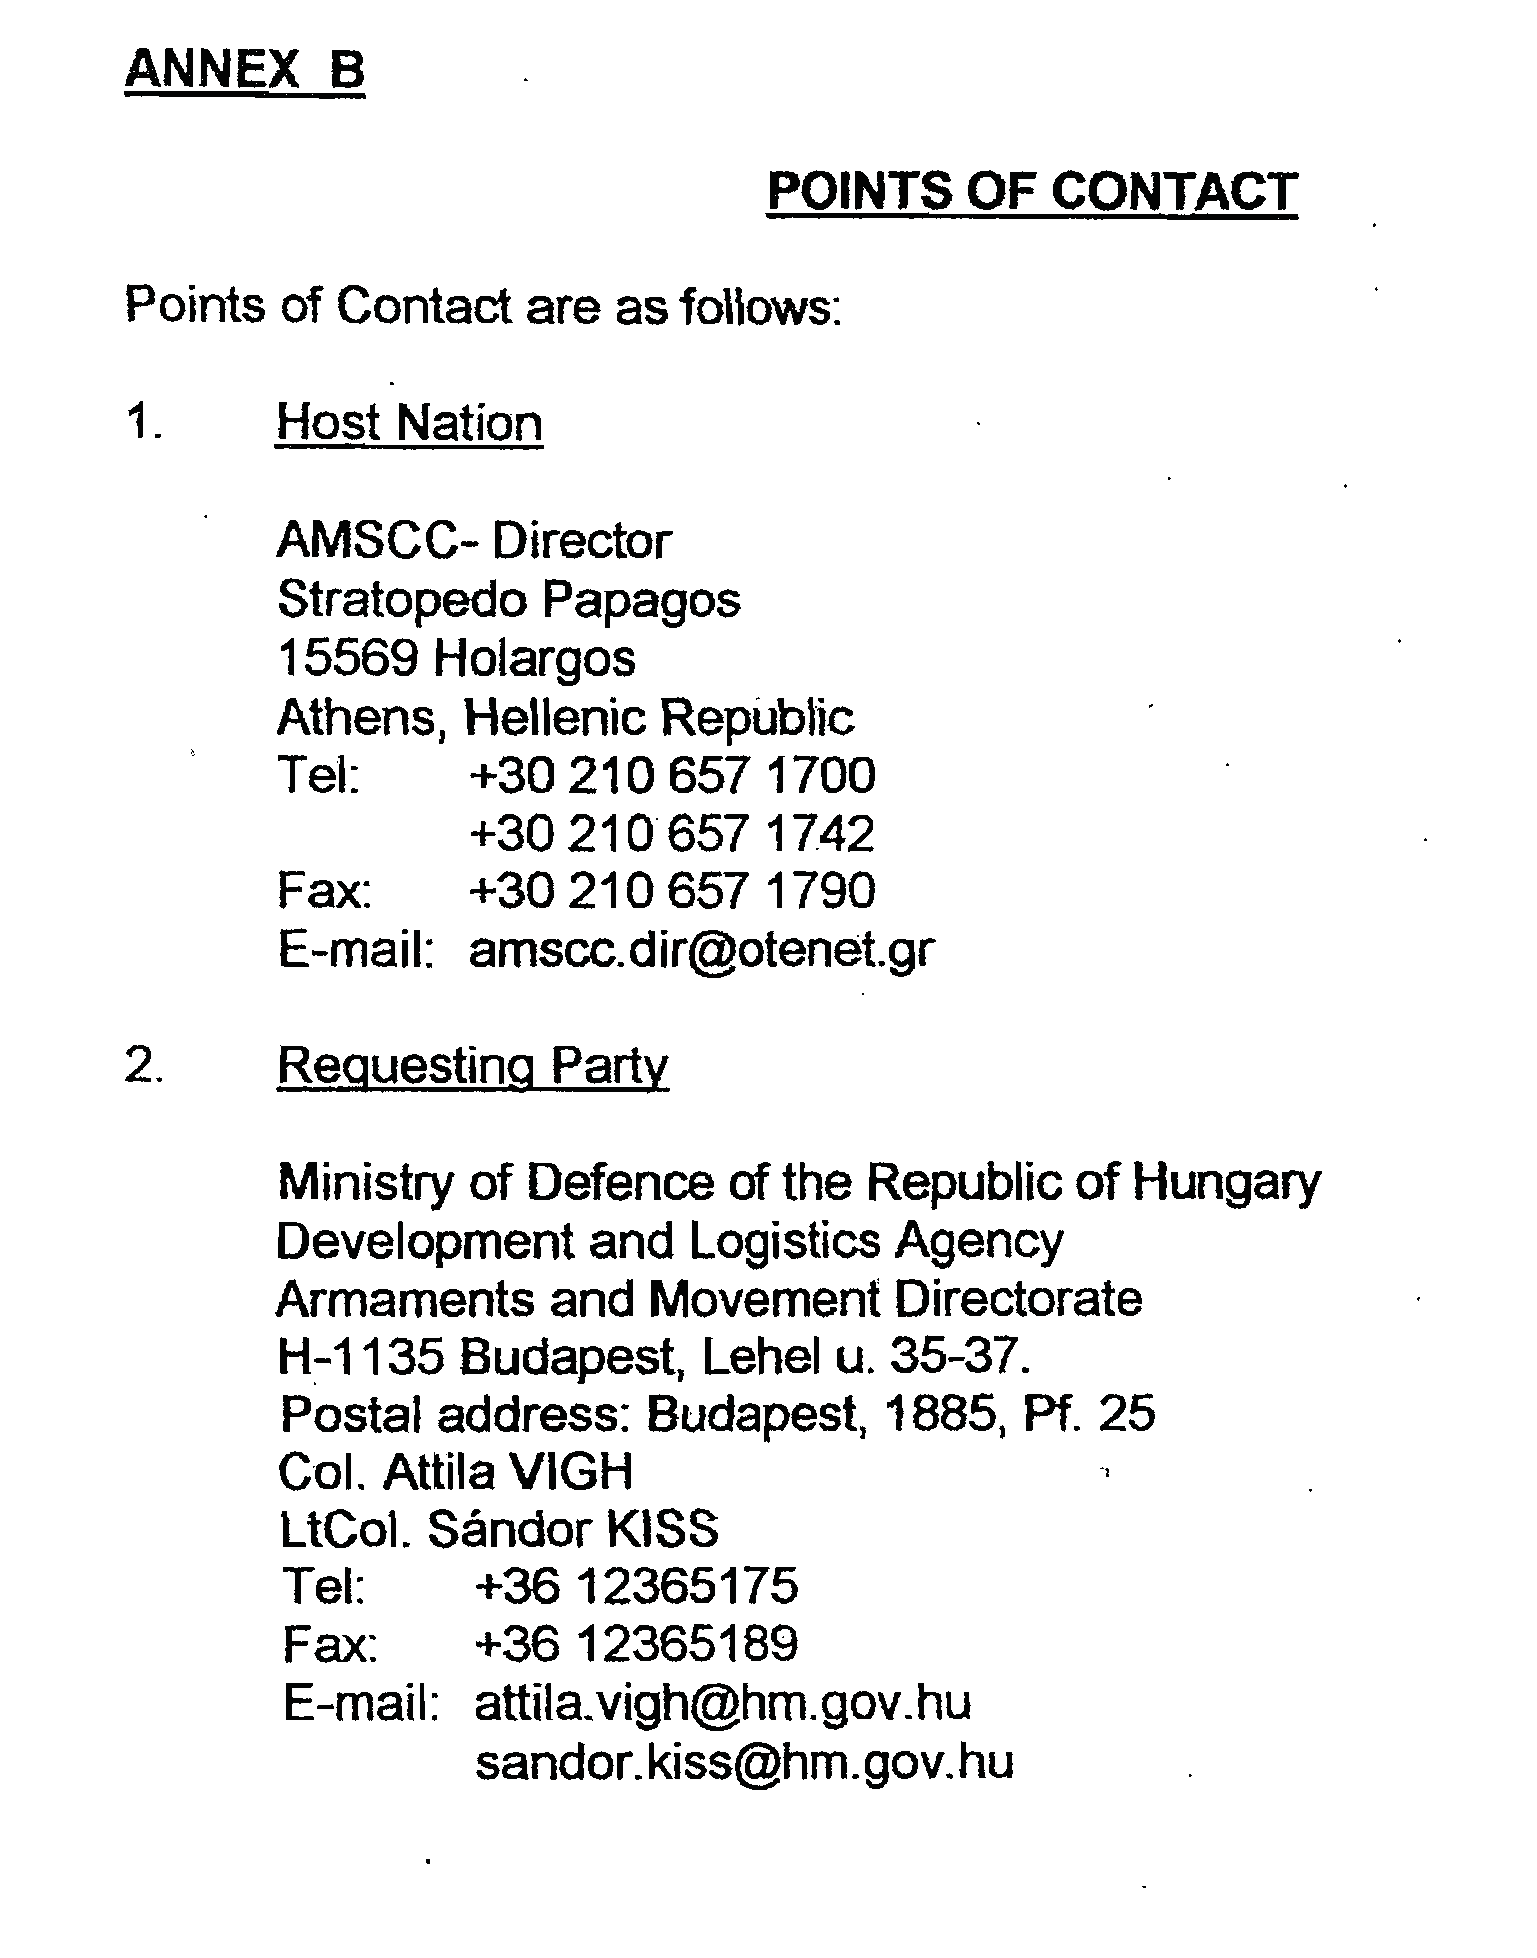 ANNEX B
POINTS OF CONTACT
Points of Contact are as follows:
1. Host Nation
AMSCC- Director
Stratopedo Papagos
15569 Holargos
Athens, Hellenic Republic
Tel: +30 210 657 1700
+30 210 657 1742
Fax: +30 210 657 1790
E-mail: amscc.dir@otenet.gr
2. Requesting Party
Ministry of Defence of the Republic of Hungary
Development and Logistics Agency
Armaments and Movement Directorate
H-1135 Budapest, Lehel u. 35-37.
Postal address: Budapest, 1885, Pf. 25
Col. Attila VIGH
LtCol. Sándor KISS
Tel: +36 12365175
Fax: +36 12365189
E-mail: attila.vigh@hm.gov.hu
sandor.kiss@hm.gov.hu